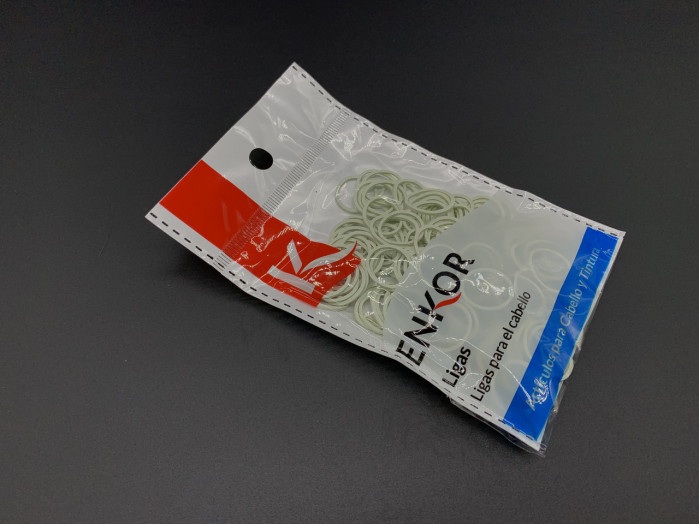 ENKOR
Ligas
Ligas para el cabello
Artículos para Cabello y Tintura